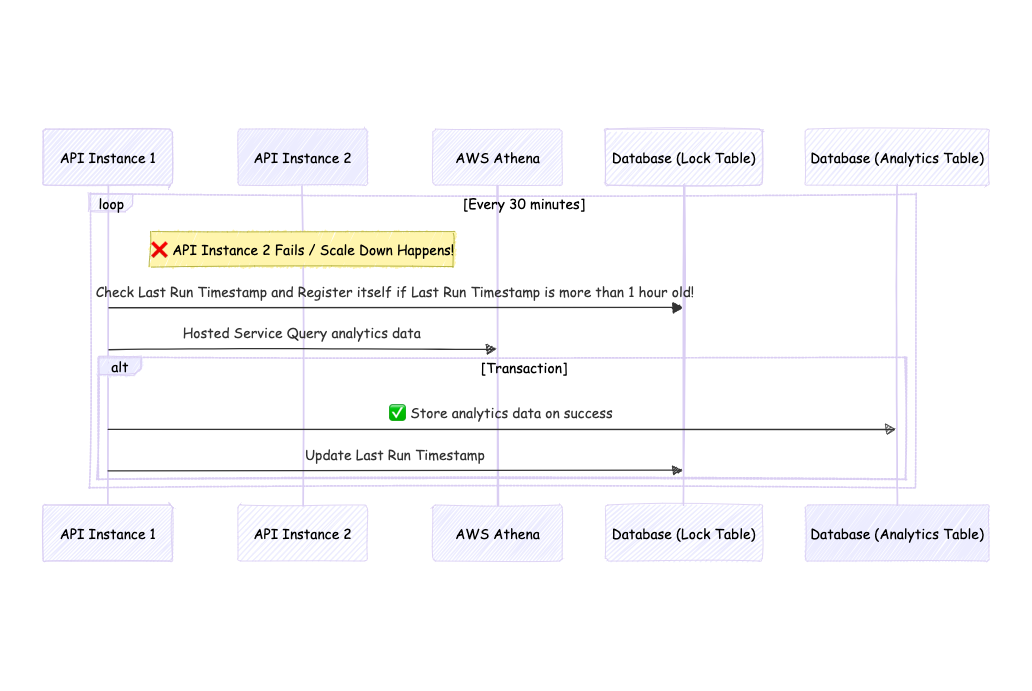 API Instance 1
API Instance 2
AWS Athena
Database (Lock Table)
Database (Analytics Table)
loop
[Every 30 minutes]
❌ API Instance 2 Fails / Scale Down Happens!
Check Last Run Timestamp and Register itself if Last Run Timestamp is more than 1 hour old!
Hosted Service Query analytics data
alt
[Transaction]
✅ Store analytics data on success
Update Last Run Timestamp
API Instance 1
API Instance 2
AWS Athena
Database (Lock Table)
Database (Analytics Table)